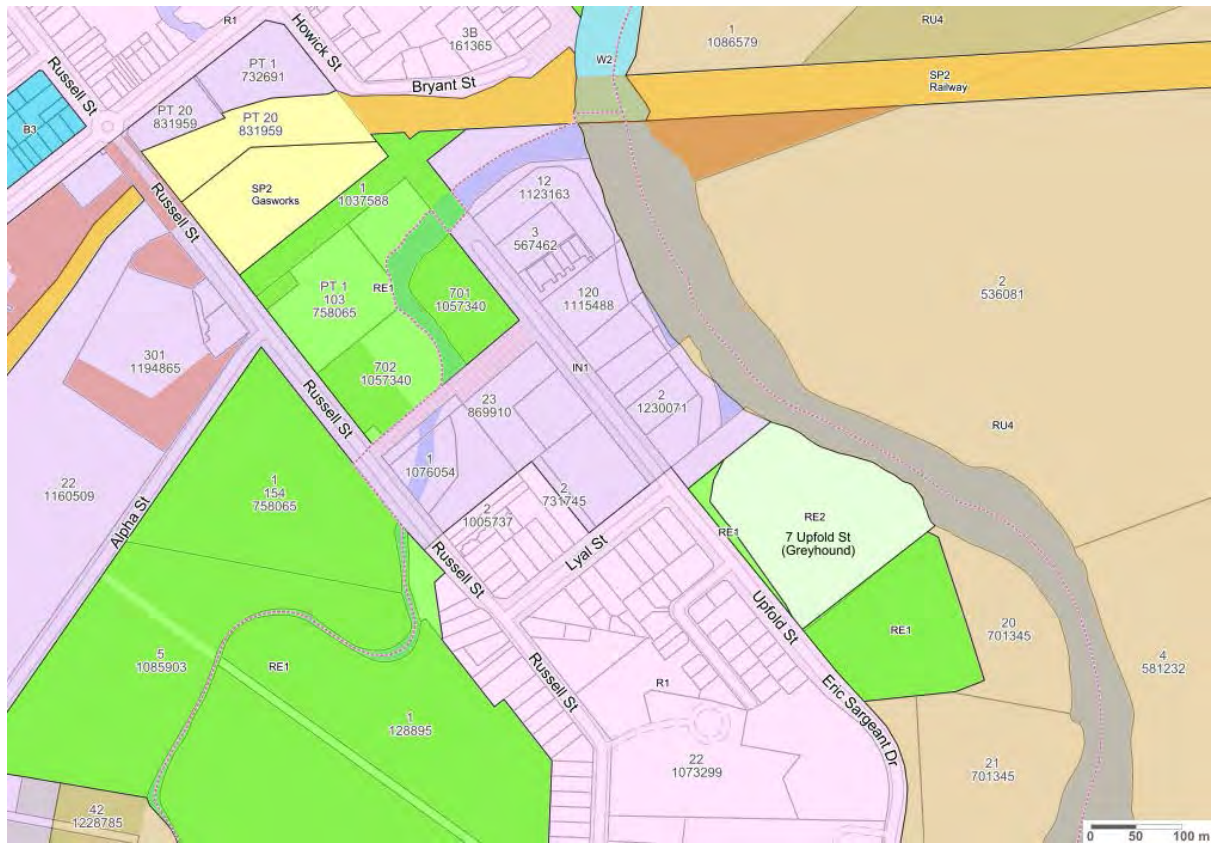 R1
Howick St
3B
161365
1
1086579
RU4
W2
PT 1
732691
Russell St
Bryant St
SP2
Railway
B3
PT 20
831959
PT 20
831959
SP2
Gasworks
1
1037588
12
1123163
Russell St
3
567462
PT 1
103
758065
RE1
701
1057340
120
1115488
2
536081
301
1194865
702
1057340
IN1
23
869910
2
1230071
Russell St
RU4
1
1076054
22
1160509
1
154
758065
2
731745
2
1005737
RE2
7 Upfold St
(Greyhound)
RE1
Alpha St
Lyal St
Russell St
Upfold St
RE1
20
701345
5
1085903
RE1
4
581232
Russell St
R1
1
128895
Eric Sargeant Dr
22
1073299
21
701345
42
1228785
0 50 100 m